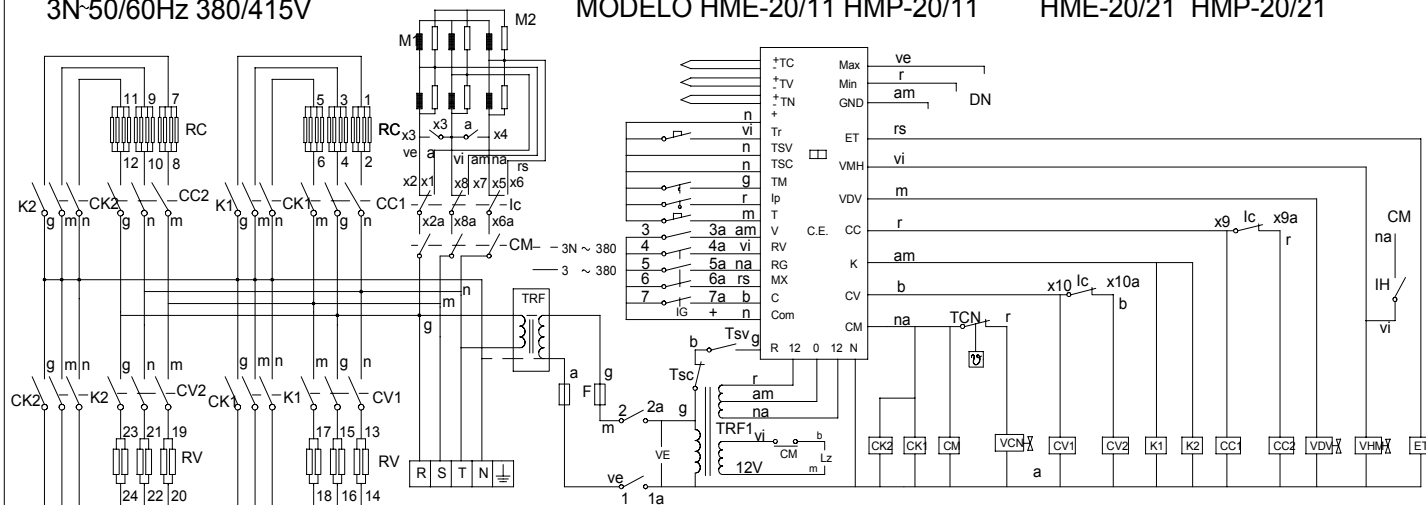 3N~50/60Hz 380/415V MODELO HME-20/11 HMP-20/11 HME-20/21 HMP-20/21
M1 M2
11 9 7 RC
12 10 8
5 3 1 RC
6 4 2
x3 x3 a x4
ve a vi am na rs
x2 x1 x8 x7 x5 x6
K2 CK2 CC2 K1 CK1 CC1 Ic
g m n g n m g m n m g n
x2a x8a x6a
CM 3N ~ 380
3 ~ 380
n
m
g
TRF
g m n g n m g m n m g n
CK2 K2 CV2 CK1 K1 CV1
23 21 19 RV
24 22 20
17 15 13 RV
18 16 14
R S T N
a g
F
2 2a g
m
VE
ve
1 1a
b Tsv g
Tsc
TRF1
r
am
na
vi b
CM Lz
12V m
+ TC
-
+ TV
-
+ TN
-
n +
vi Tr
n TSV
n TSC
g TM
r Ip
m T
3 3a am V
4 4a vi RV
5 5a na RG
6 6a rs MX
7 7a b C
IG + n Com
C.E.
R 12 0 12 N
Max ve
Min r
GND am
DN
ET rs
VMH vi
VDV m
CC r x9 Ic x9a r
K am
CV b x10 Ic x10a b
CM na TCN r
CM
na
IH
vi
CK2 CK1 CM VCN CV1 CV2 K1 K2 CC1 CC2 VDV VHM ET
a